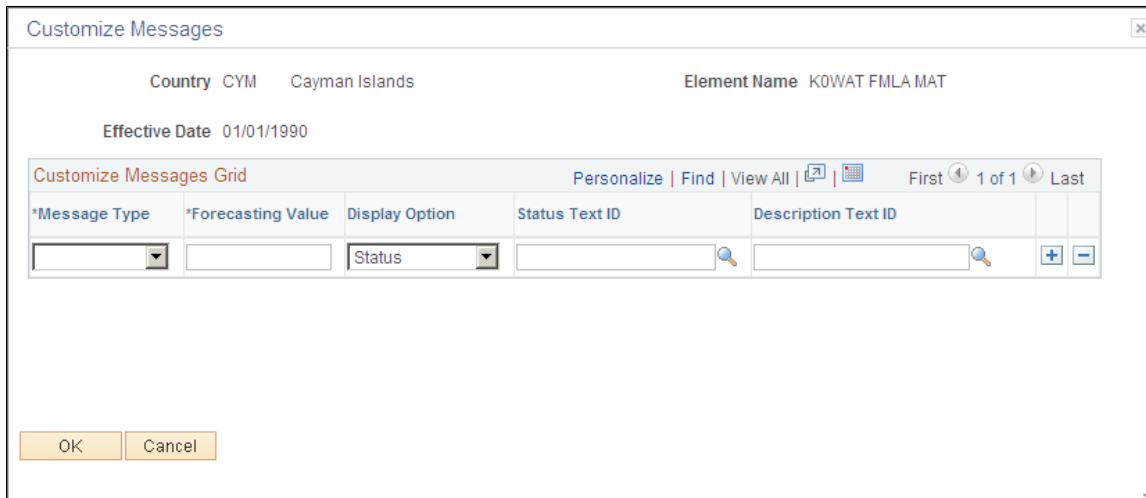 Customize Messages
Country CYM Cayman Islands Element Name K0WAT FMLA MAT
Effective Date 01/01/1990
Customize Messages Grid Personalize | Find | View All | | First 1 of 1 Last
*Message Type *Forecasting Value Display Option Status Text ID Description Text ID
Status
OK Cancel